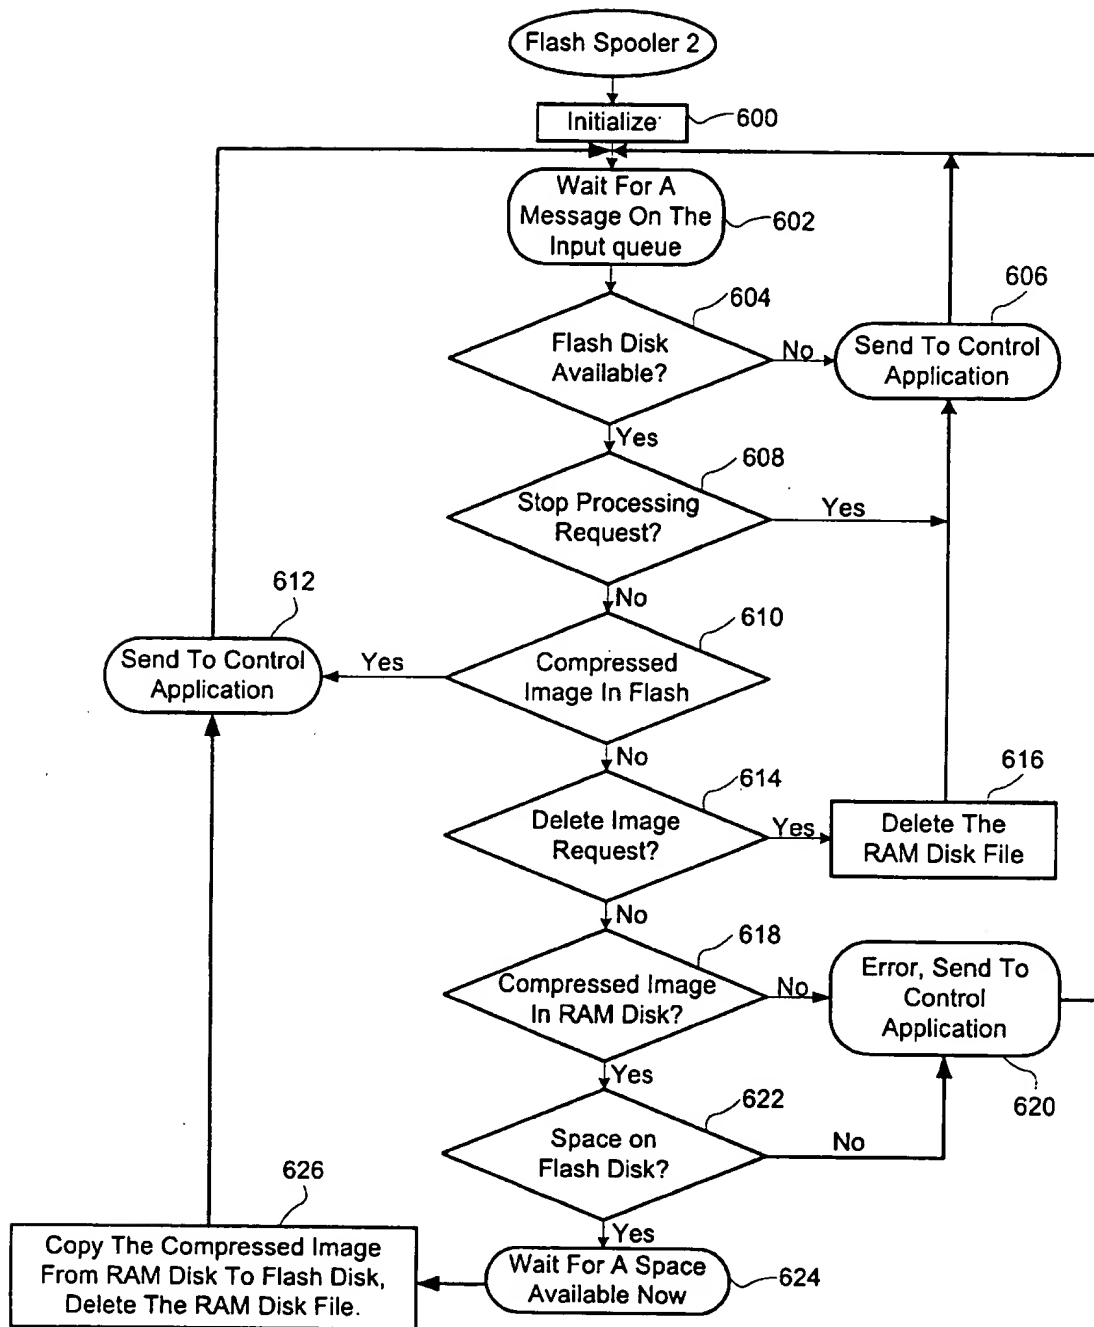 Flash Spooler 2
Initialize
600
Wait For A
Message On The
Input queue
602
604
Flash Disk
Available?
No
606
Send To Control
Application
Yes
608
Stop Processing
Request?
Yes
No
612
Send To Control
Application
Yes
610
Compressed
Image In Flash
No
614
Delete Image
Request?
Yes
616
Delete The
RAM Disk File
No
618
Compressed Image
In RAM Disk?
No
Error, Send To
Control
Application
620
Yes
622
Space on
Flash Disk?
No
Yes
626
Copy The Compressed Image
From RAM Disk To Flash Disk,
Delete The RAM Disk File.
Wait For A Space
Available Now
624